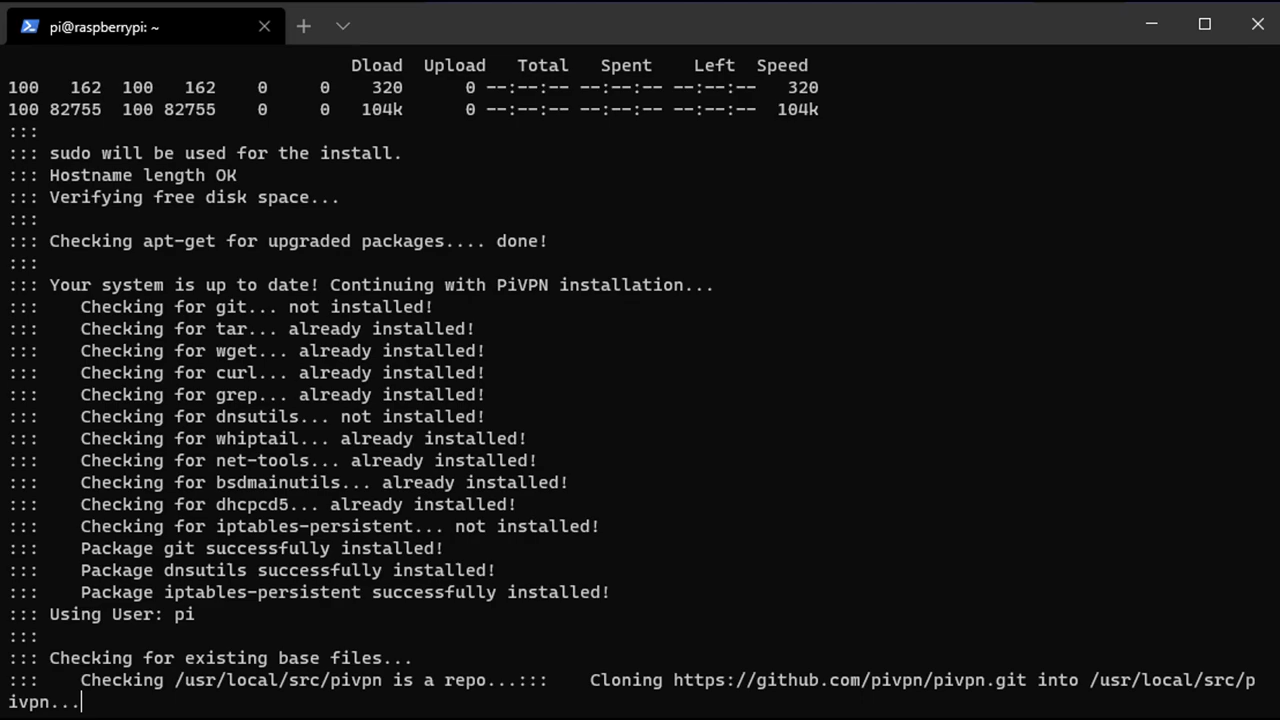 pi@raspberrypi: ~
Dload Upload Total Spent Left Speed
100 162 100 162 0 0 320 0 --:--:-- --:--:-- --:--:-- 320
100 82755 100 82755 0 0 104k 0 --:--:-- --:--:-- --:--:-- 104k
:::
::: sudo will be used for the install.
::: Hostname length OK
::: Verifying free disk space...
:::
::: Checking apt-get for upgraded packages.... done!
:::
::: Your system is up to date! Continuing with PiVPN installation...
:::    Checking for git... not installed!
:::    Checking for tar... already installed!
:::    Checking for wget... already installed!
:::    Checking for curl... already installed!
:::    Checking for grep... already installed!
:::    Checking for dnsutils... not installed!
:::    Checking for whiptail... already installed!
:::    Checking for net-tools... already installed!
:::    Checking for bsdmainutils... already installed!
:::    Checking for dhcpcd5... already installed!
:::    Checking for iptables-persistent... not installed!
:::    Package git successfully installed!
:::    Package dnsutils successfully installed!
:::    Package iptables-persistent successfully installed!
::: Using User: pi
:::
::: Checking for existing base files...
:::    Checking /usr/local/src/pivpn is a repo...:::    Cloning https://github.com/pivpn/pivpn.git into /usr/local/src/p
ivpn...